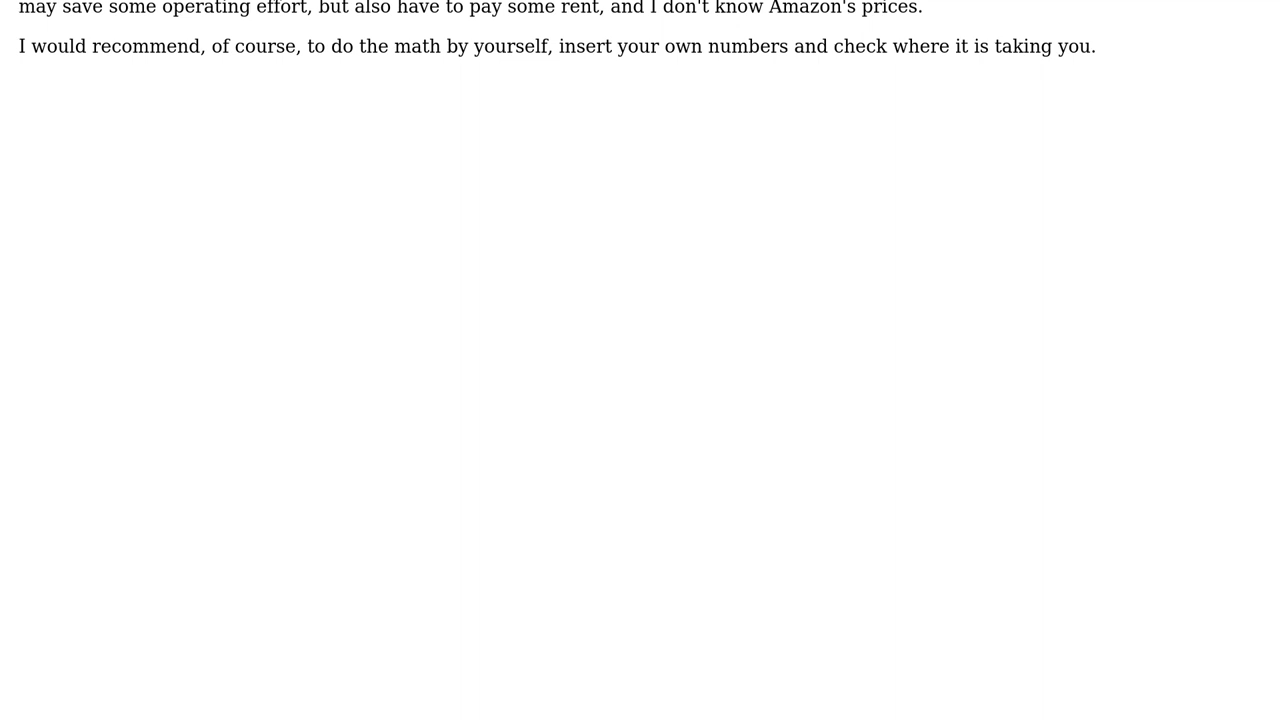 may save some operating effort, but also have to pay some rent, and I don't know Amazon's prices.
I would recommend, of course, to do the math by yourself, insert your own numbers and check where it is taking you.